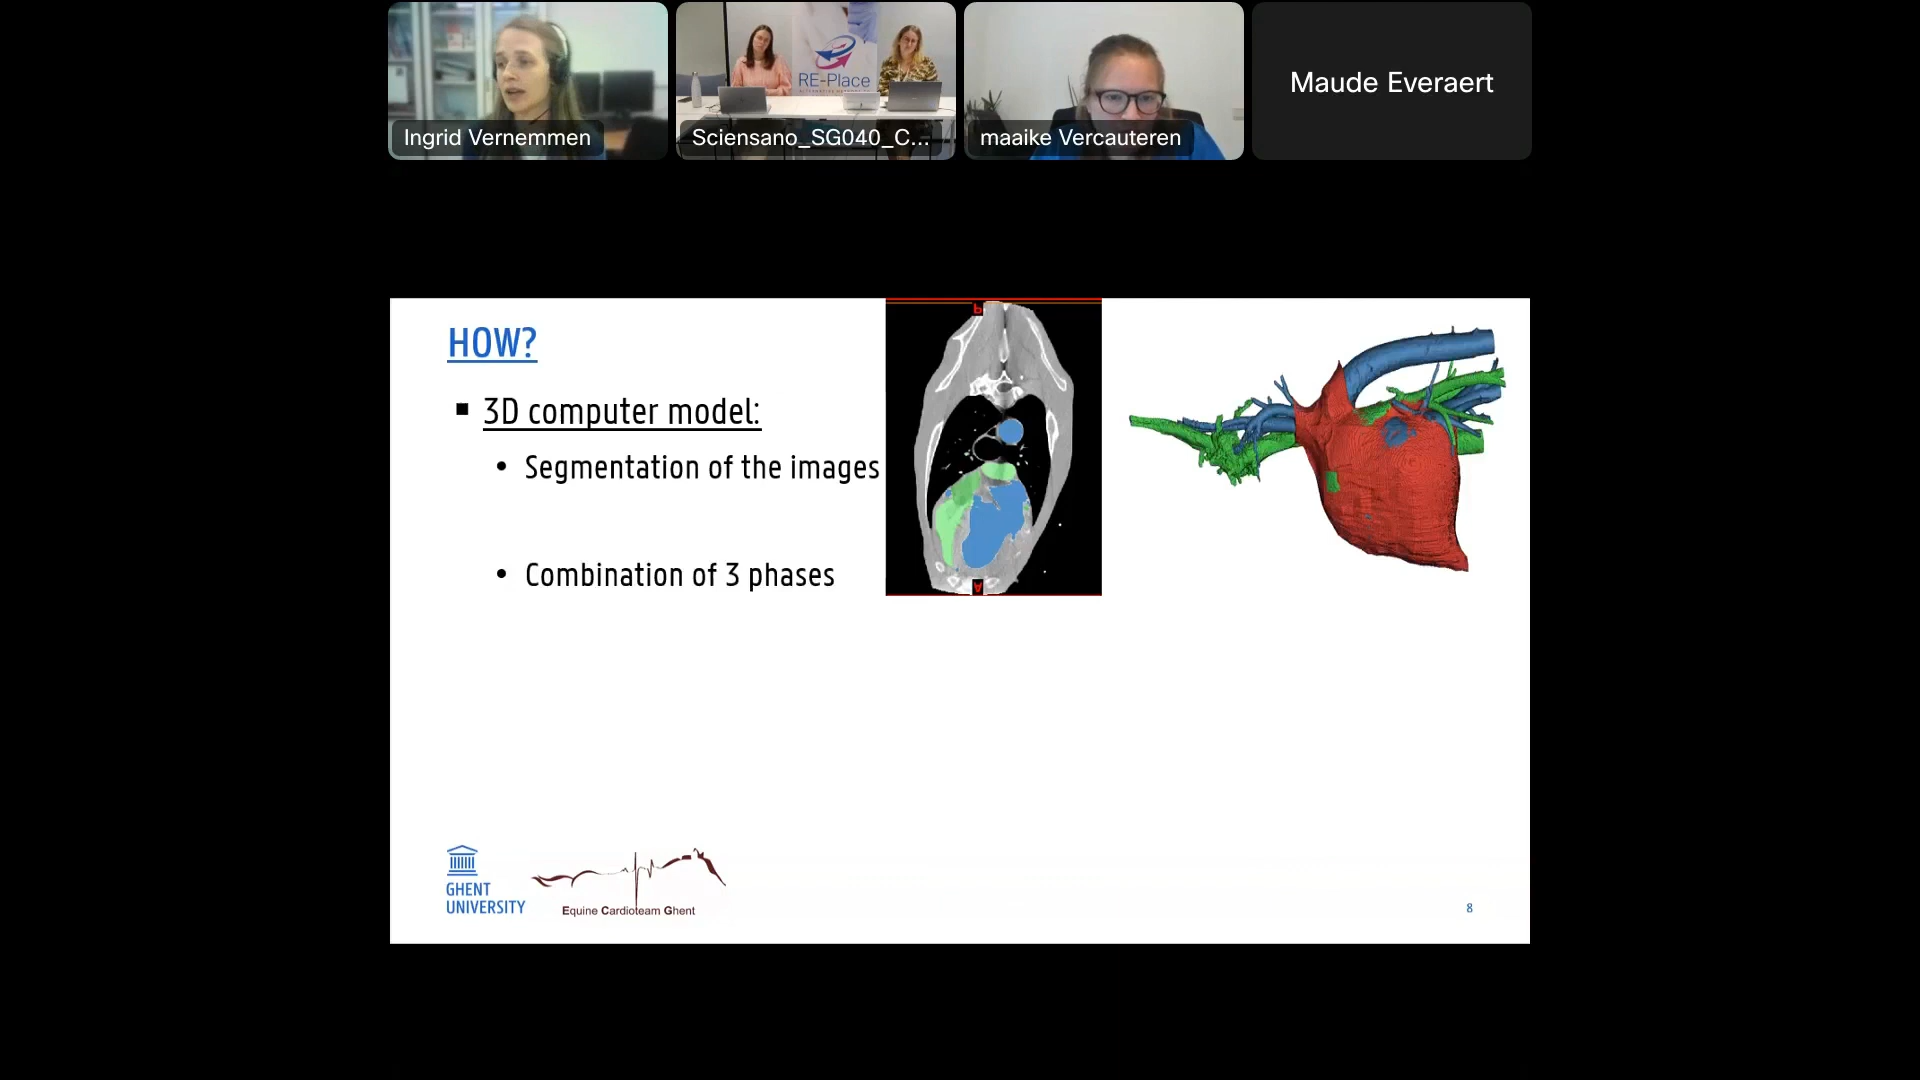 Ingrid Vernemmen
RE-Place
Sciensano_SG040_C...
maaike Vercauteren
Maude Everaert
HOW?
▪ 3D computer model:
• Segmentation of the images
• Combination of 3 phases
GHENT
UNIVERSITY
Equine Cardioteam Ghent
8